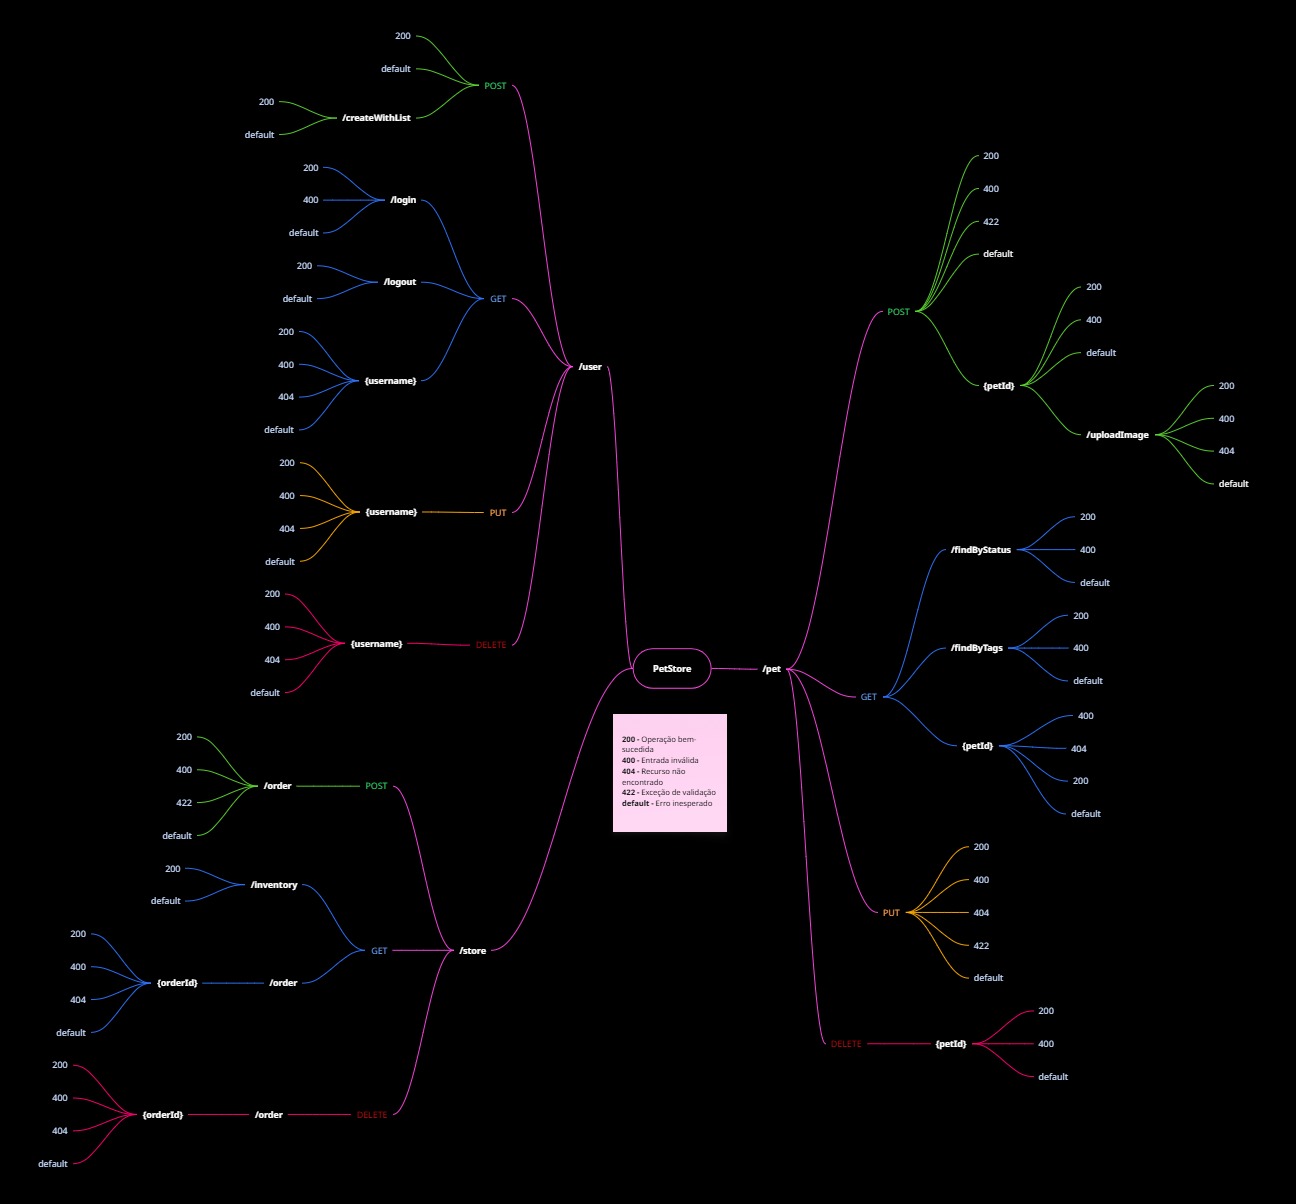 200
default
POST
200
/createWithList
default
200
400
/login
default
200
/logout
default
GET
200
400
{username}
404
default
/user
200
400
{username}
PUT
404
default
200
400
{username}
DELETE
404
default
PetStore
200 - Operação bem-
sucedida
400 - Entrada inválida
404 - Recurso não
encontrado
422 - Exceção de validação
default - Erro inesperado
200
400
/order
POST
422
default
200
/inventory
default
GET
/store
200
400
{orderId}
/order
404
default
200
400
{orderId}
/order
DELETE
404
default
/pet
200
400
422
default
POST
200
400
default
{petId}
200
400
/uploadImage
404
default
200
/findByStatus
400
default
200
/findByTags
400
default
GET
400
{petId}
404
200
default
200
400
PUT
404
422
default
200
DELETE
{petId}
400
default